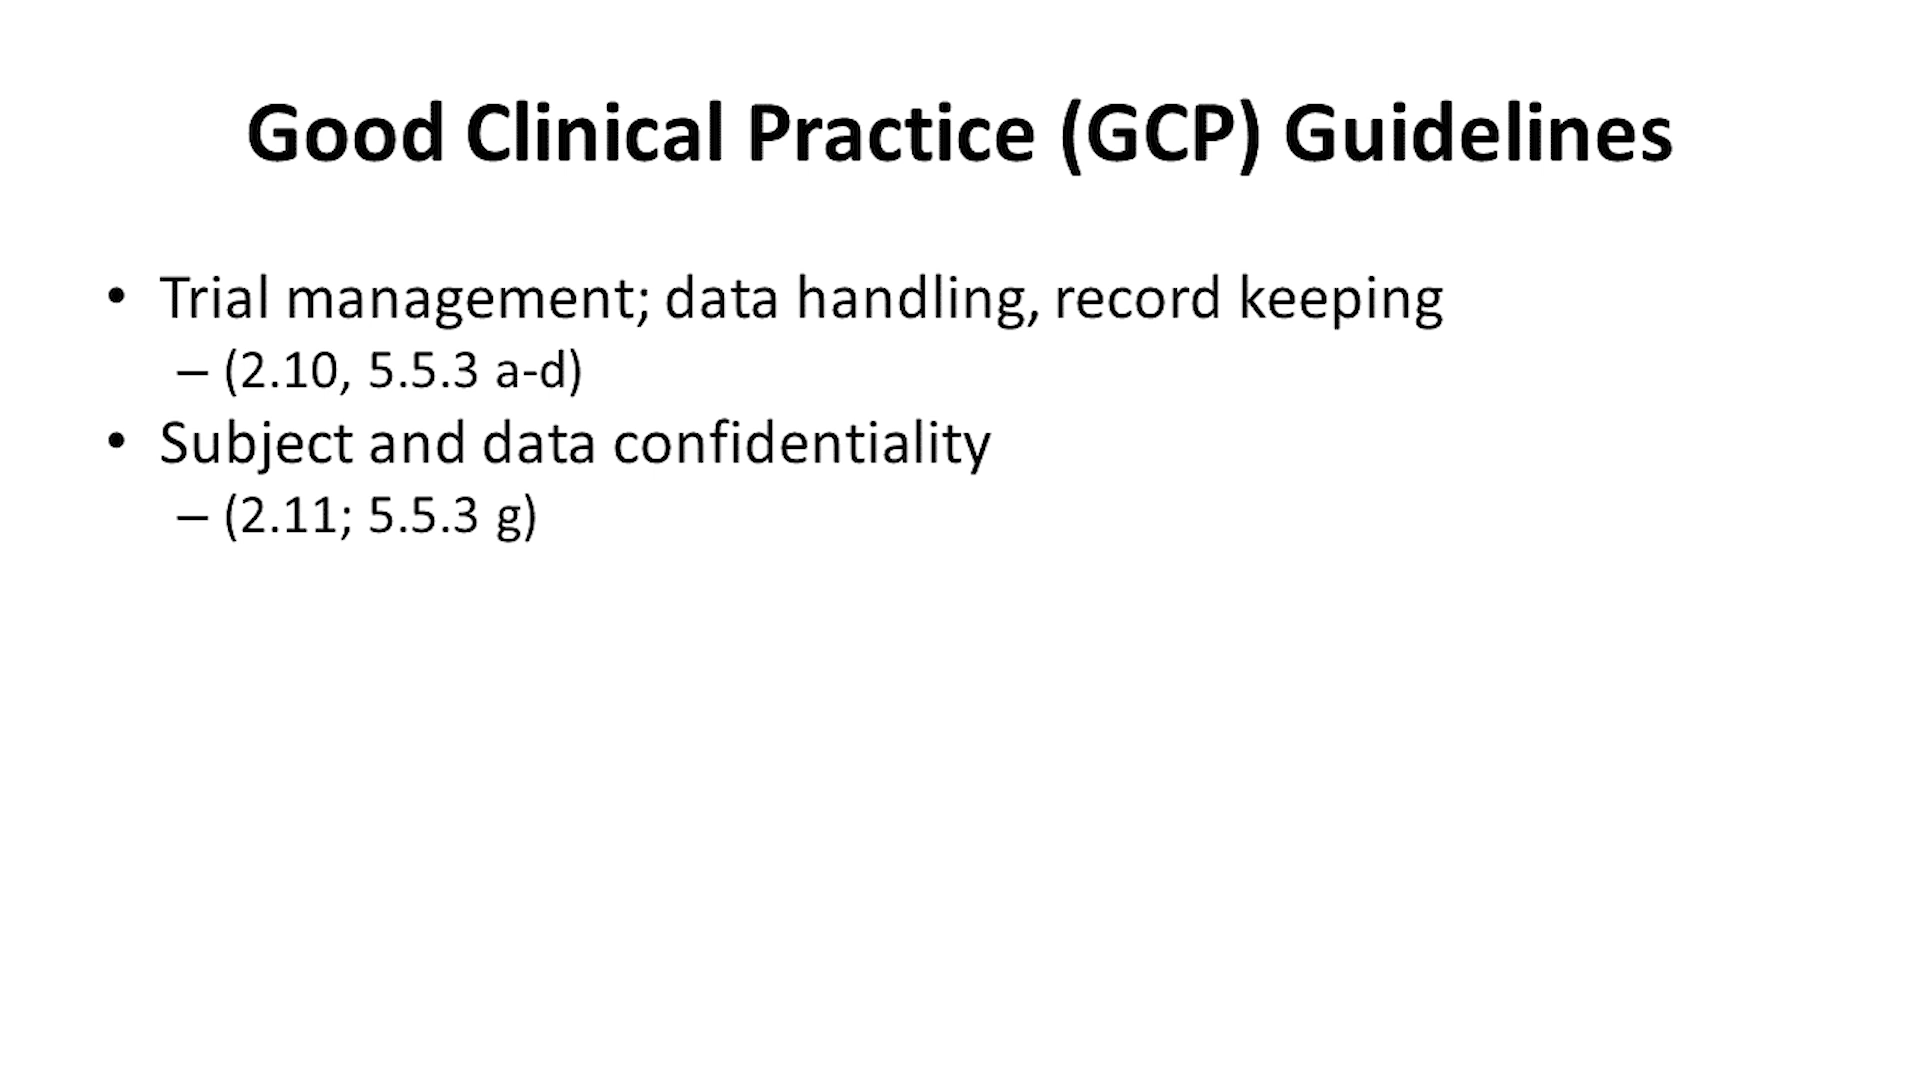 Good Clinical Practice (GCP) Guidelines
• Trial management; data handling, record keeping
– (2.10, 5.5.3 a-d)
• Subject and data confidentiality
– (2.11; 5.5.3 g)